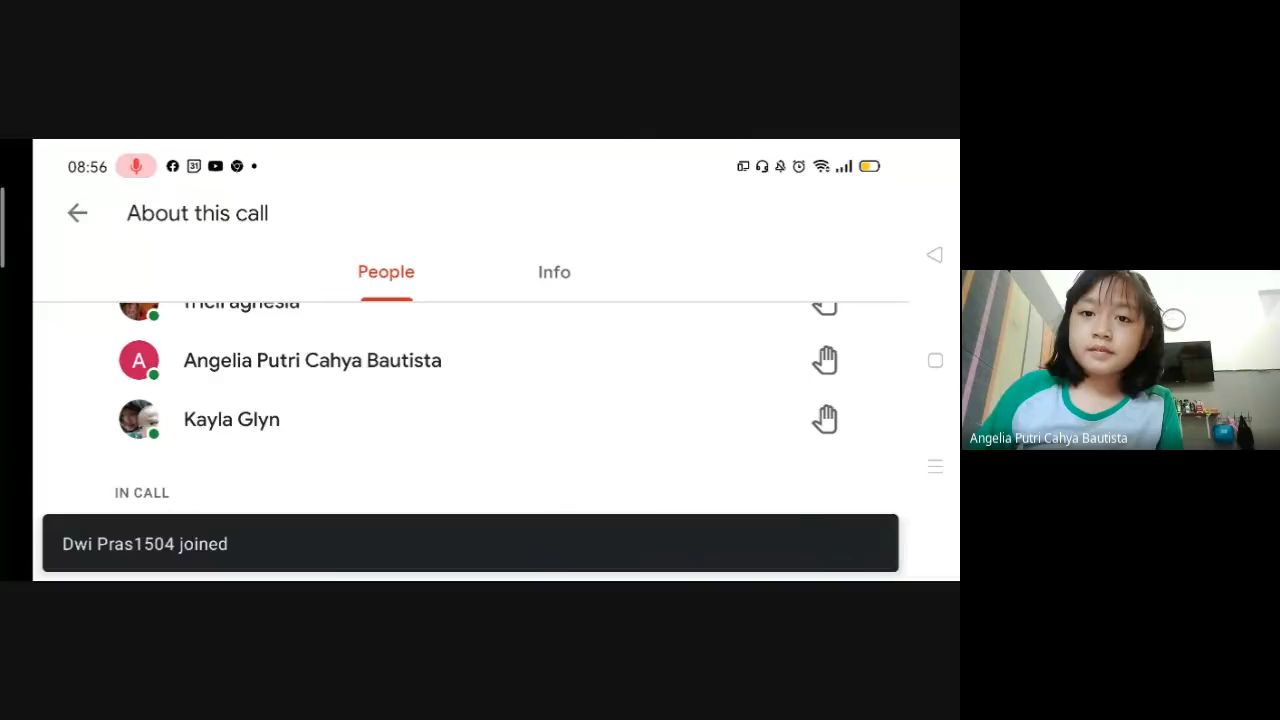 08:56
31
About this call
People
Info
A
Angelia Putri Cahya Bautista
Kayla Glyn
IN CALL
Dwi Pras1504 joined
Angelia Putri Cahya Bautista